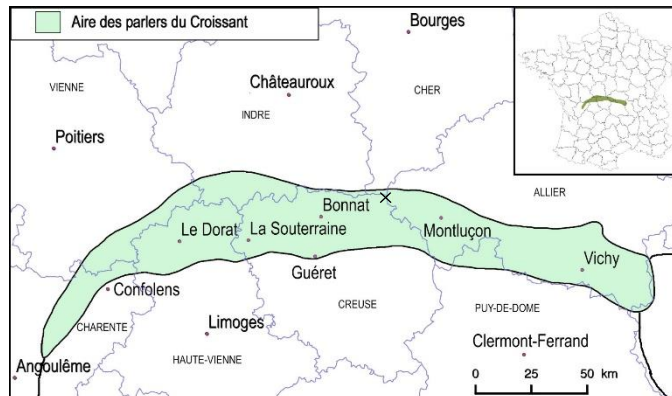 Aire des parlers du Croissant
Bourges
VIENNE
Châteauroux
CHER
INDRE
Poitiers
ALLIER
Bonnat
Le Dorat
La Souterraine
Montluçon
Guéret
Vichy
Confolens
CREUSE
PUY-DE-DOME
CHARENTE
Limoges
HAUTE-VIENNE
Clermont-Ferrand
Angoulême
0 25 50 km